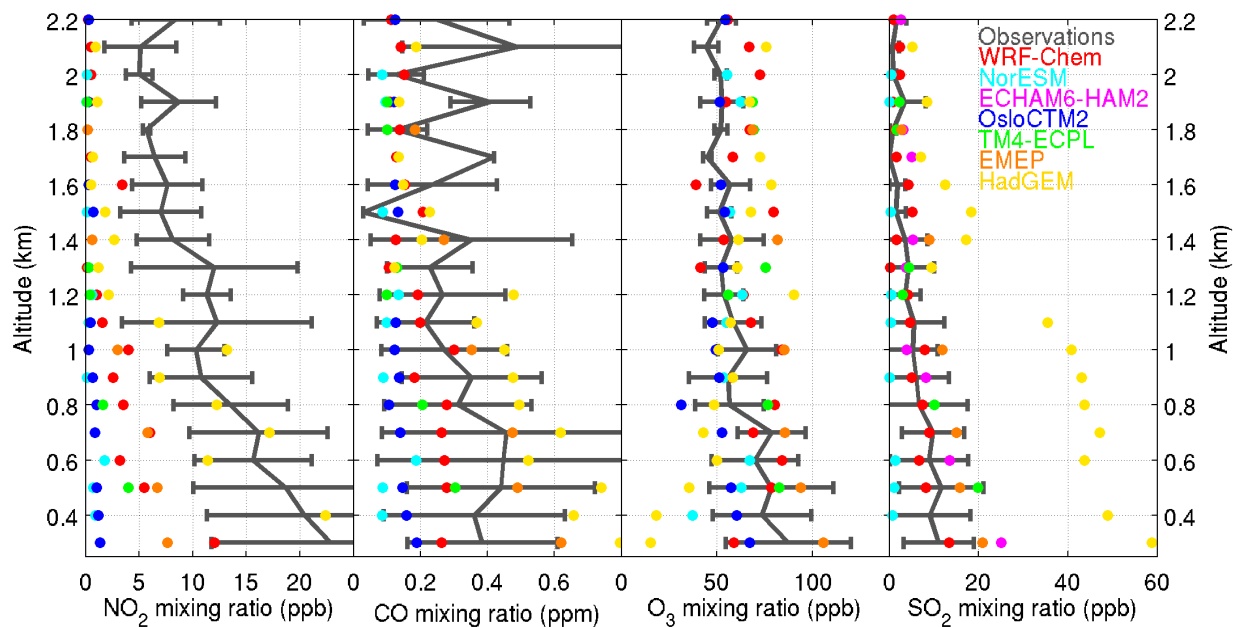 2.2
2
1.8
1.6
1.4
1.2
1
0.8
0.6
0.4
Altitude (km)
0 5 10 15 20
NO2 mixing ratio (ppb)
0 0.2 0.4 0.6
CO mixing ratio (ppm)
0 50 100
O3 mixing ratio (ppb)
0 20 40 60
SO2 mixing ratio (ppb)
Observations
WRF-Chem
NorESM
ECHAM6-HAM2
OsloCTM2
TM4-ECPL
EMEP
HadGEM
2.2
2
1.8
1.6
1.4
1.2
1
0.8
0.6
0.4
Altitude (km)